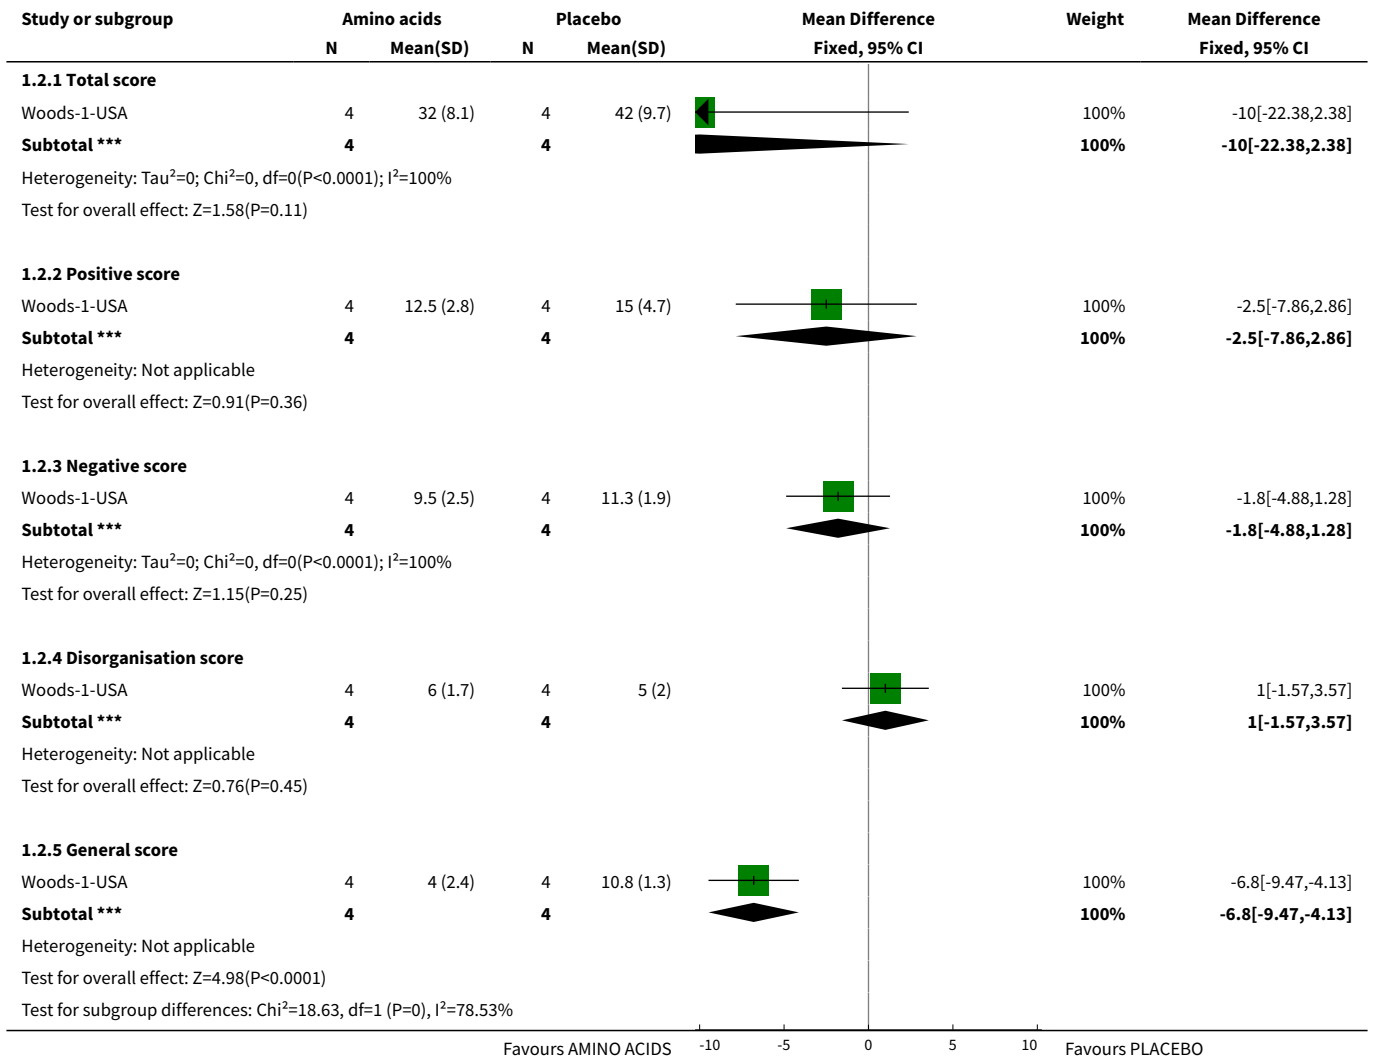 Study or subgroup Amino acids Placebo Mean Difference Weight Mean Difference
N Mean(SD) N Mean(SD) Fixed, 95% CI Fixed, 95% CI
1.2.1 Total score
Woods-1-USA 4 32 (8.1) 4 42 (9.7) 100% -10[-22.38,2.38]
Subtotal *** 4 4 100% -10[-22.38,2.38]
Heterogeneity: Tau²=0; Chi²=0, df=0(P<0.0001); I²=100%
Test for overall effect: Z=1.58(P=0.11)
1.2.2 Positive score
Woods-1-USA 4 12.5 (2.8) 4 15 (4.7) 100% -2.5[-7.86,2.86]
Subtotal *** 4 4 100% -2.5[-7.86,2.86]
Heterogeneity: Not applicable
Test for overall effect: Z=0.91(P=0.36)
1.2.3 Negative score
Woods-1-USA 4 9.5 (2.5) 4 11.3 (1.9) 100% -1.8[-4.88,1.28]
Subtotal *** 4 4 100% -1.8[-4.88,1.28]
Heterogeneity: Tau²=0; Chi²=0, df=0(P<0.0001); I²=100%
Test for overall effect: Z=1.15(P=0.25)
1.2.4 Disorganisation score
Woods-1-USA 4 6 (1.7) 4 5 (2) 100% 1[-1.57,3.57]
Subtotal *** 4 4 100% 1[-1.57,3.57]
Heterogeneity: Not applicable
Test for overall effect: Z=0.76(P=0.45)
1.2.5 General score
Woods-1-USA 4 4 (2.4) 4 10.8 (1.3) 100% -6.8[-9.47,-4.13]
Subtotal *** 4 4 100% -6.8[-9.47,-4.13]
Heterogeneity: Not applicable
Test for overall effect: Z=4.98(P<0.0001)
Test for subgroup differences: Chi²=18.63, df=1 (P=0), I²=78.53%
Favours AMINO ACIDS -10 -5 0 5 10 Favours PLACEBO